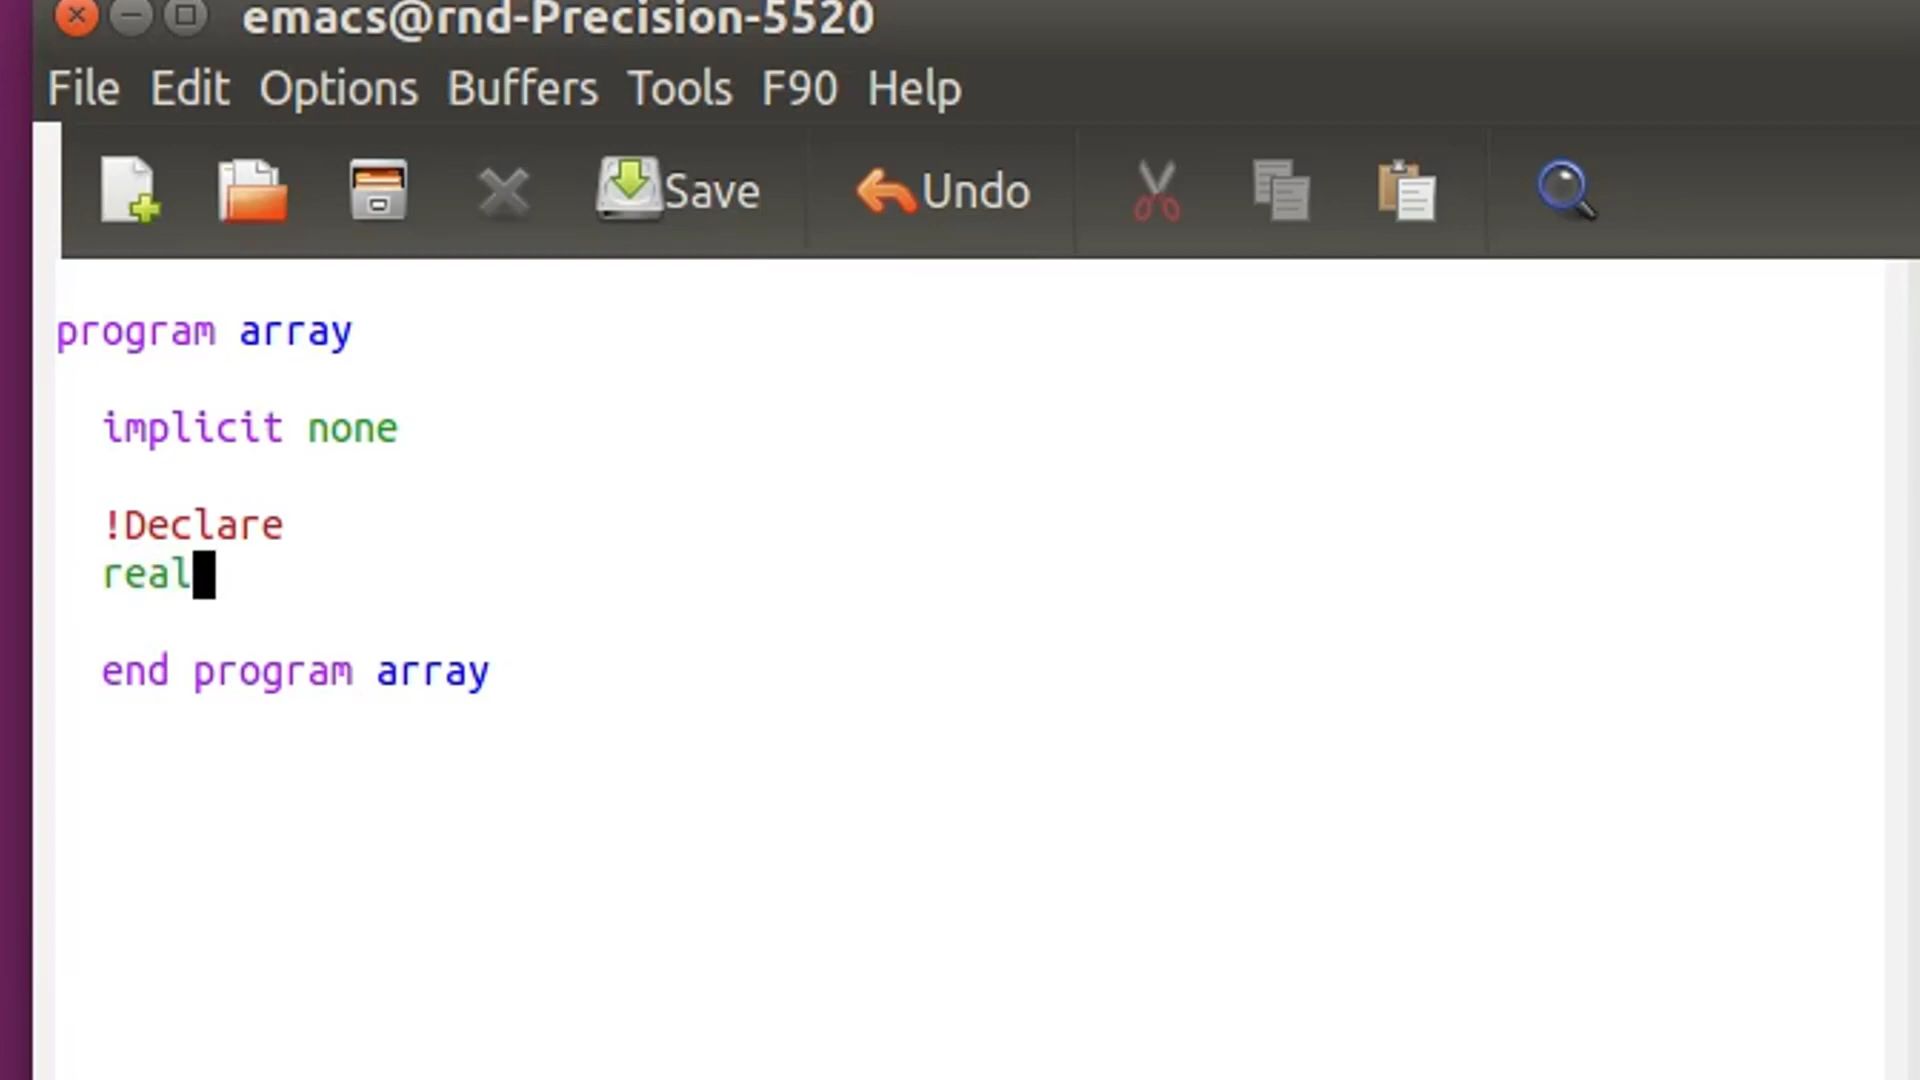 emacs@rnd-Precision-5520
File Edit Options Buffers Tools F90 Help
Save Undo
program array
implicit none
!Declare
real
end program array